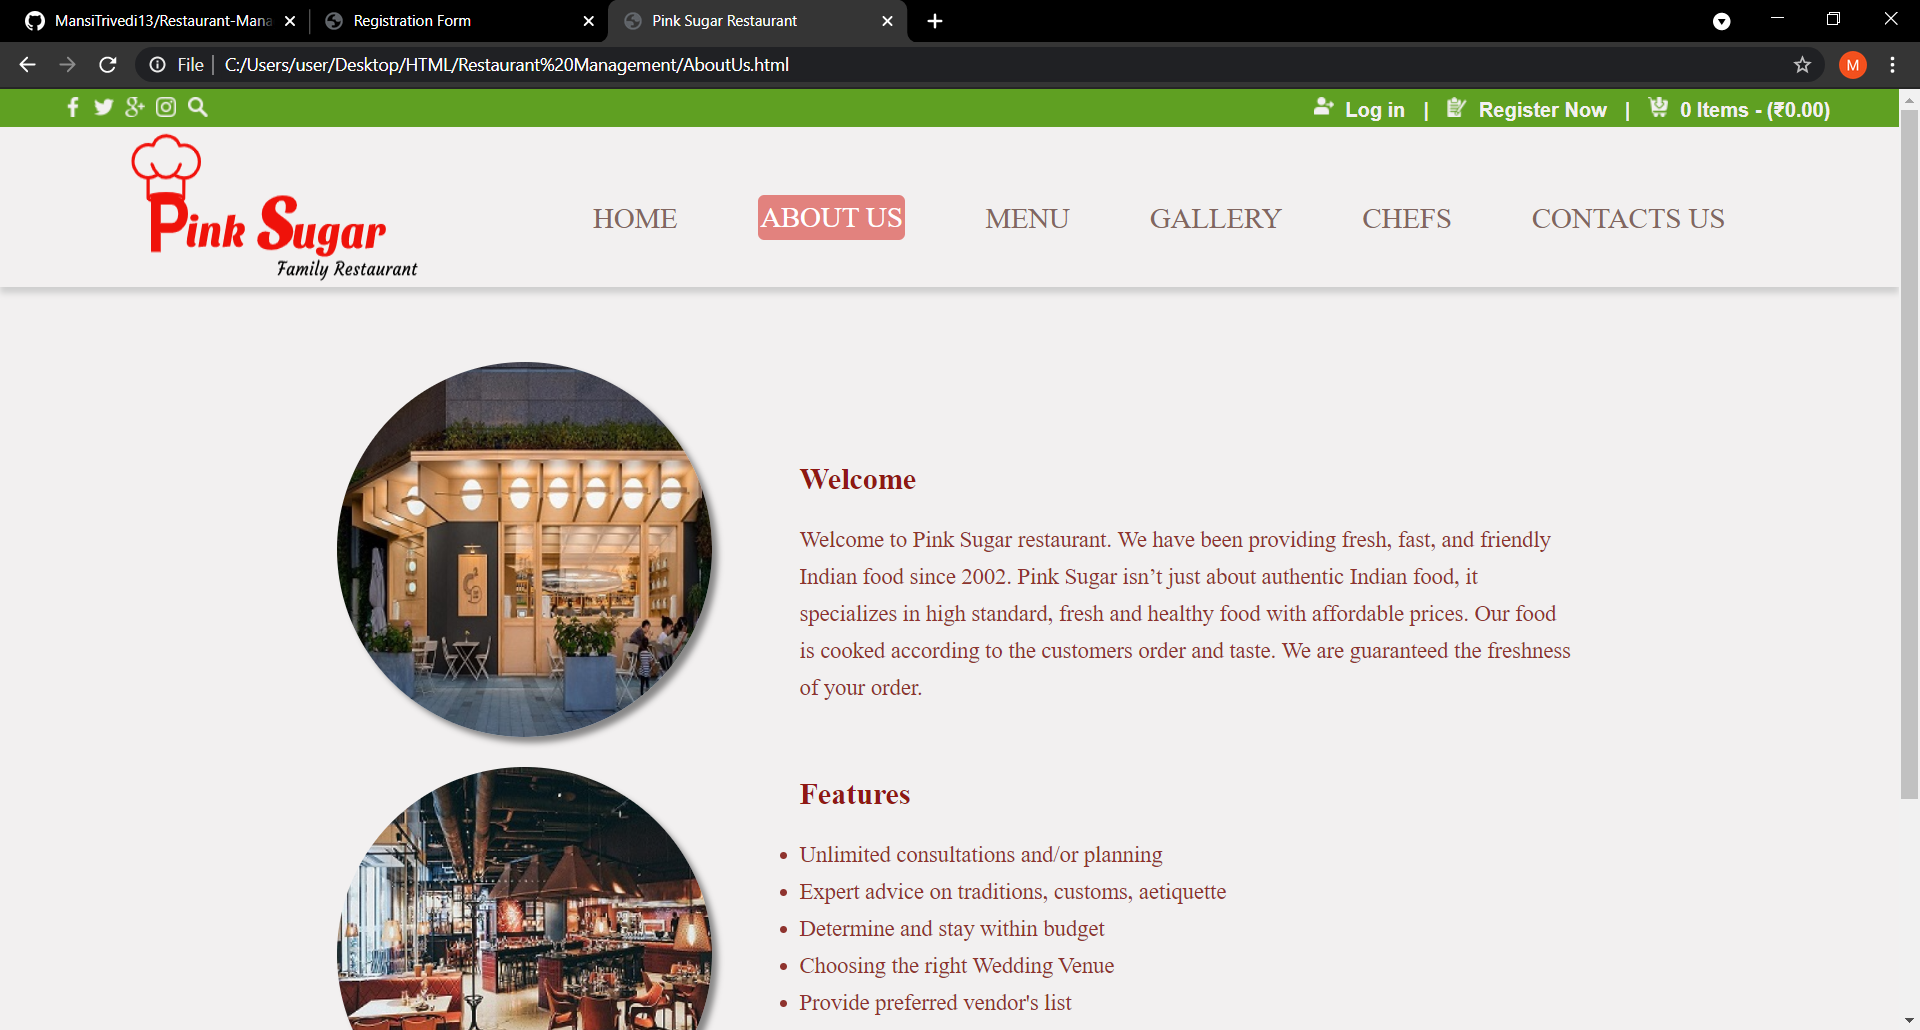 MansiTrivedi13/Restaurant-Mana
Registration Form
Pink Sugar Restaurant
File
C:/Users/user/Desktop/HTML/Restaurant%20Management/AboutUs.html
M
Log in | Register Now | 0 Items - (₹0.00)
Pink Sugar
Family Restaurant
HOME
ABOUT US
MENU
GALLERY
CHEFS
CONTACTS US
Welcome
Welcome to Pink Sugar restaurant. We have been providing fresh, fast, and friendly
Indian food since 2002. Pink Sugar isn’t just about authentic Indian food, it
specializes in high standard, fresh and healthy food with affordable prices. Our food
is cooked according to the customers order and taste. We are guaranteed the freshness
of your order.
Features
• Unlimited consultations and/or planning
• Expert advice on traditions, customs, aetiquette
• Determine and stay within budget
• Choosing the right Wedding Venue
• Provide preferred vendor's list